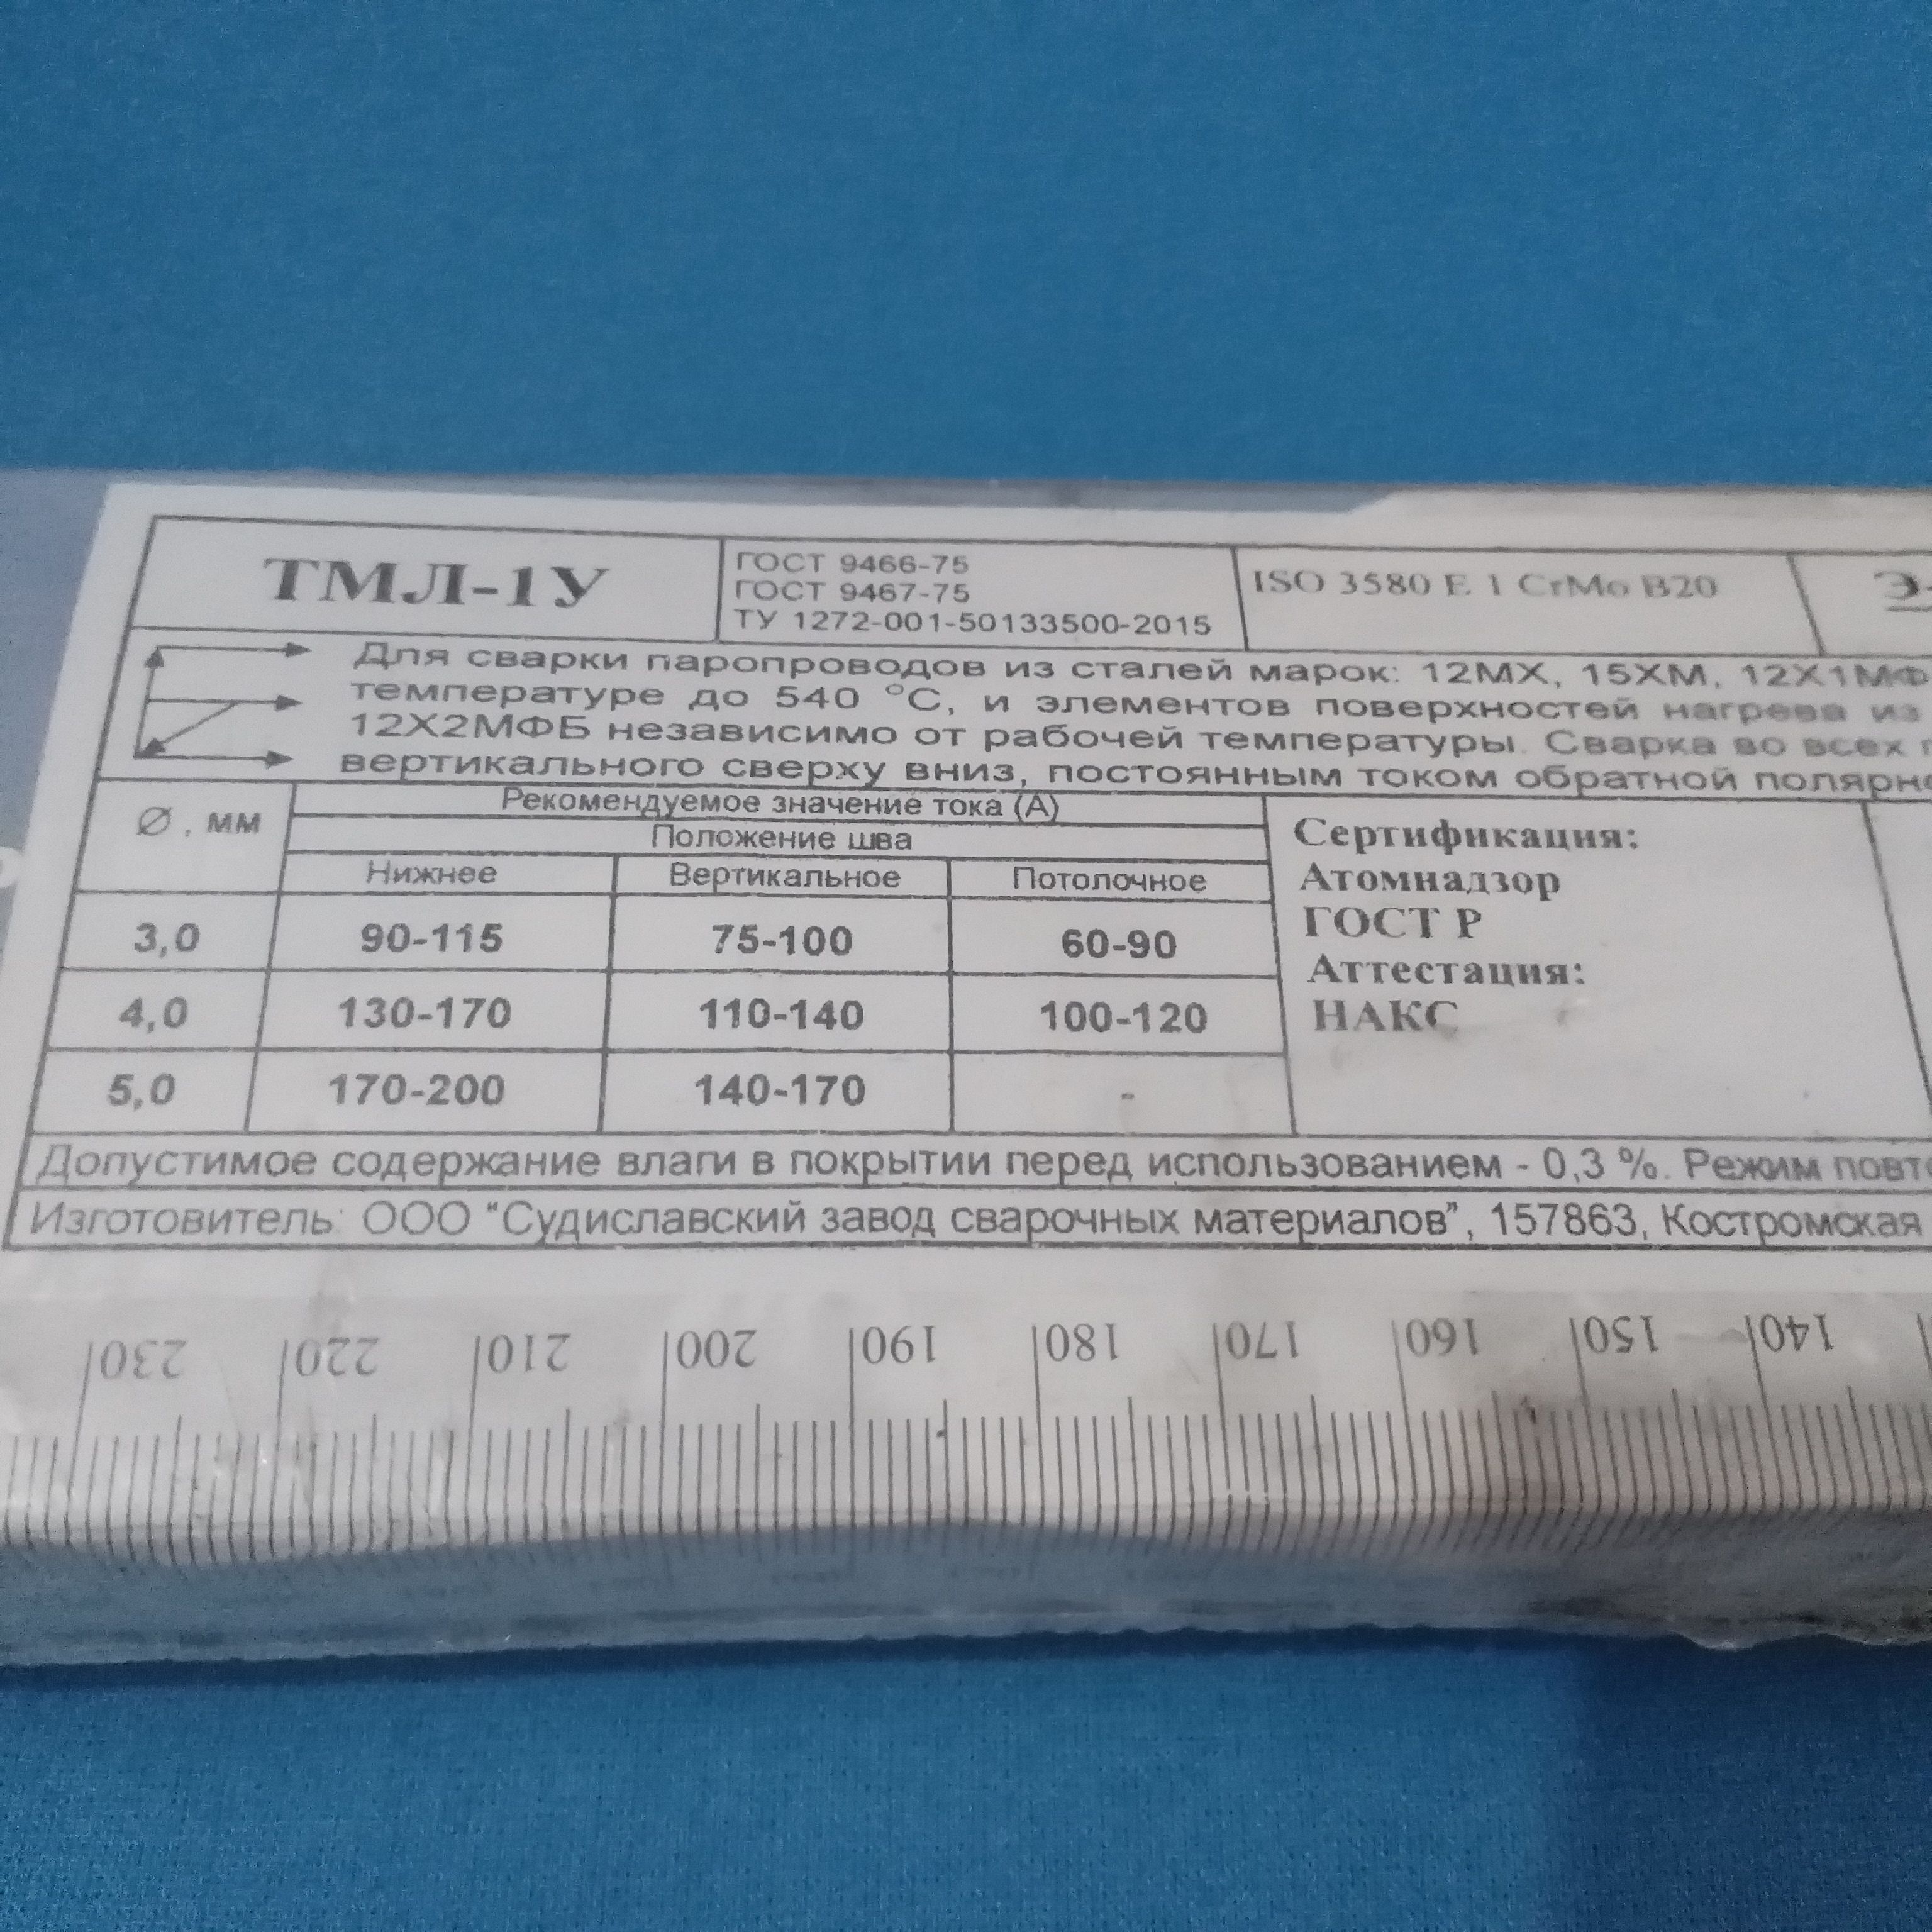 ТМЛ-1У
ГОСТ 9466-75
ГОСТ 9467-75
ТУ 1272-001-50133500-2015
ISO 3580 E 1 CrMo B20
Э-
Для сварки паропроводов из сталей марок: 12МХ, 15ХМ, 12Х1МФ
температуре до 540 °С, и элементов поверхностей нагрева из
12Х2МФБ независимо от рабочей температуры. Сварка во всех
вертикального сверху вниз, постоянным током обратной полярно
Ø, мм
Рекомендуемое значение тока (А)
Положение шва
Нижнее Вертикальное Потолочное
3,0 90-115 75-100 60-90
4,0 130-170 110-140 100-120
5,0 170-200 140-170 -
Сертификация:
Атомнадзор
ГОСТ Р
Аттестация:
НАКС
Допустимое содержание влаги в покрытии перед использованием - 0,3 %. Режим повто
Изготовитель: ООО "Судиславский завод сварочных материалов", 157863, Костромская
230 220 210 200 190 180 170 160 150 140